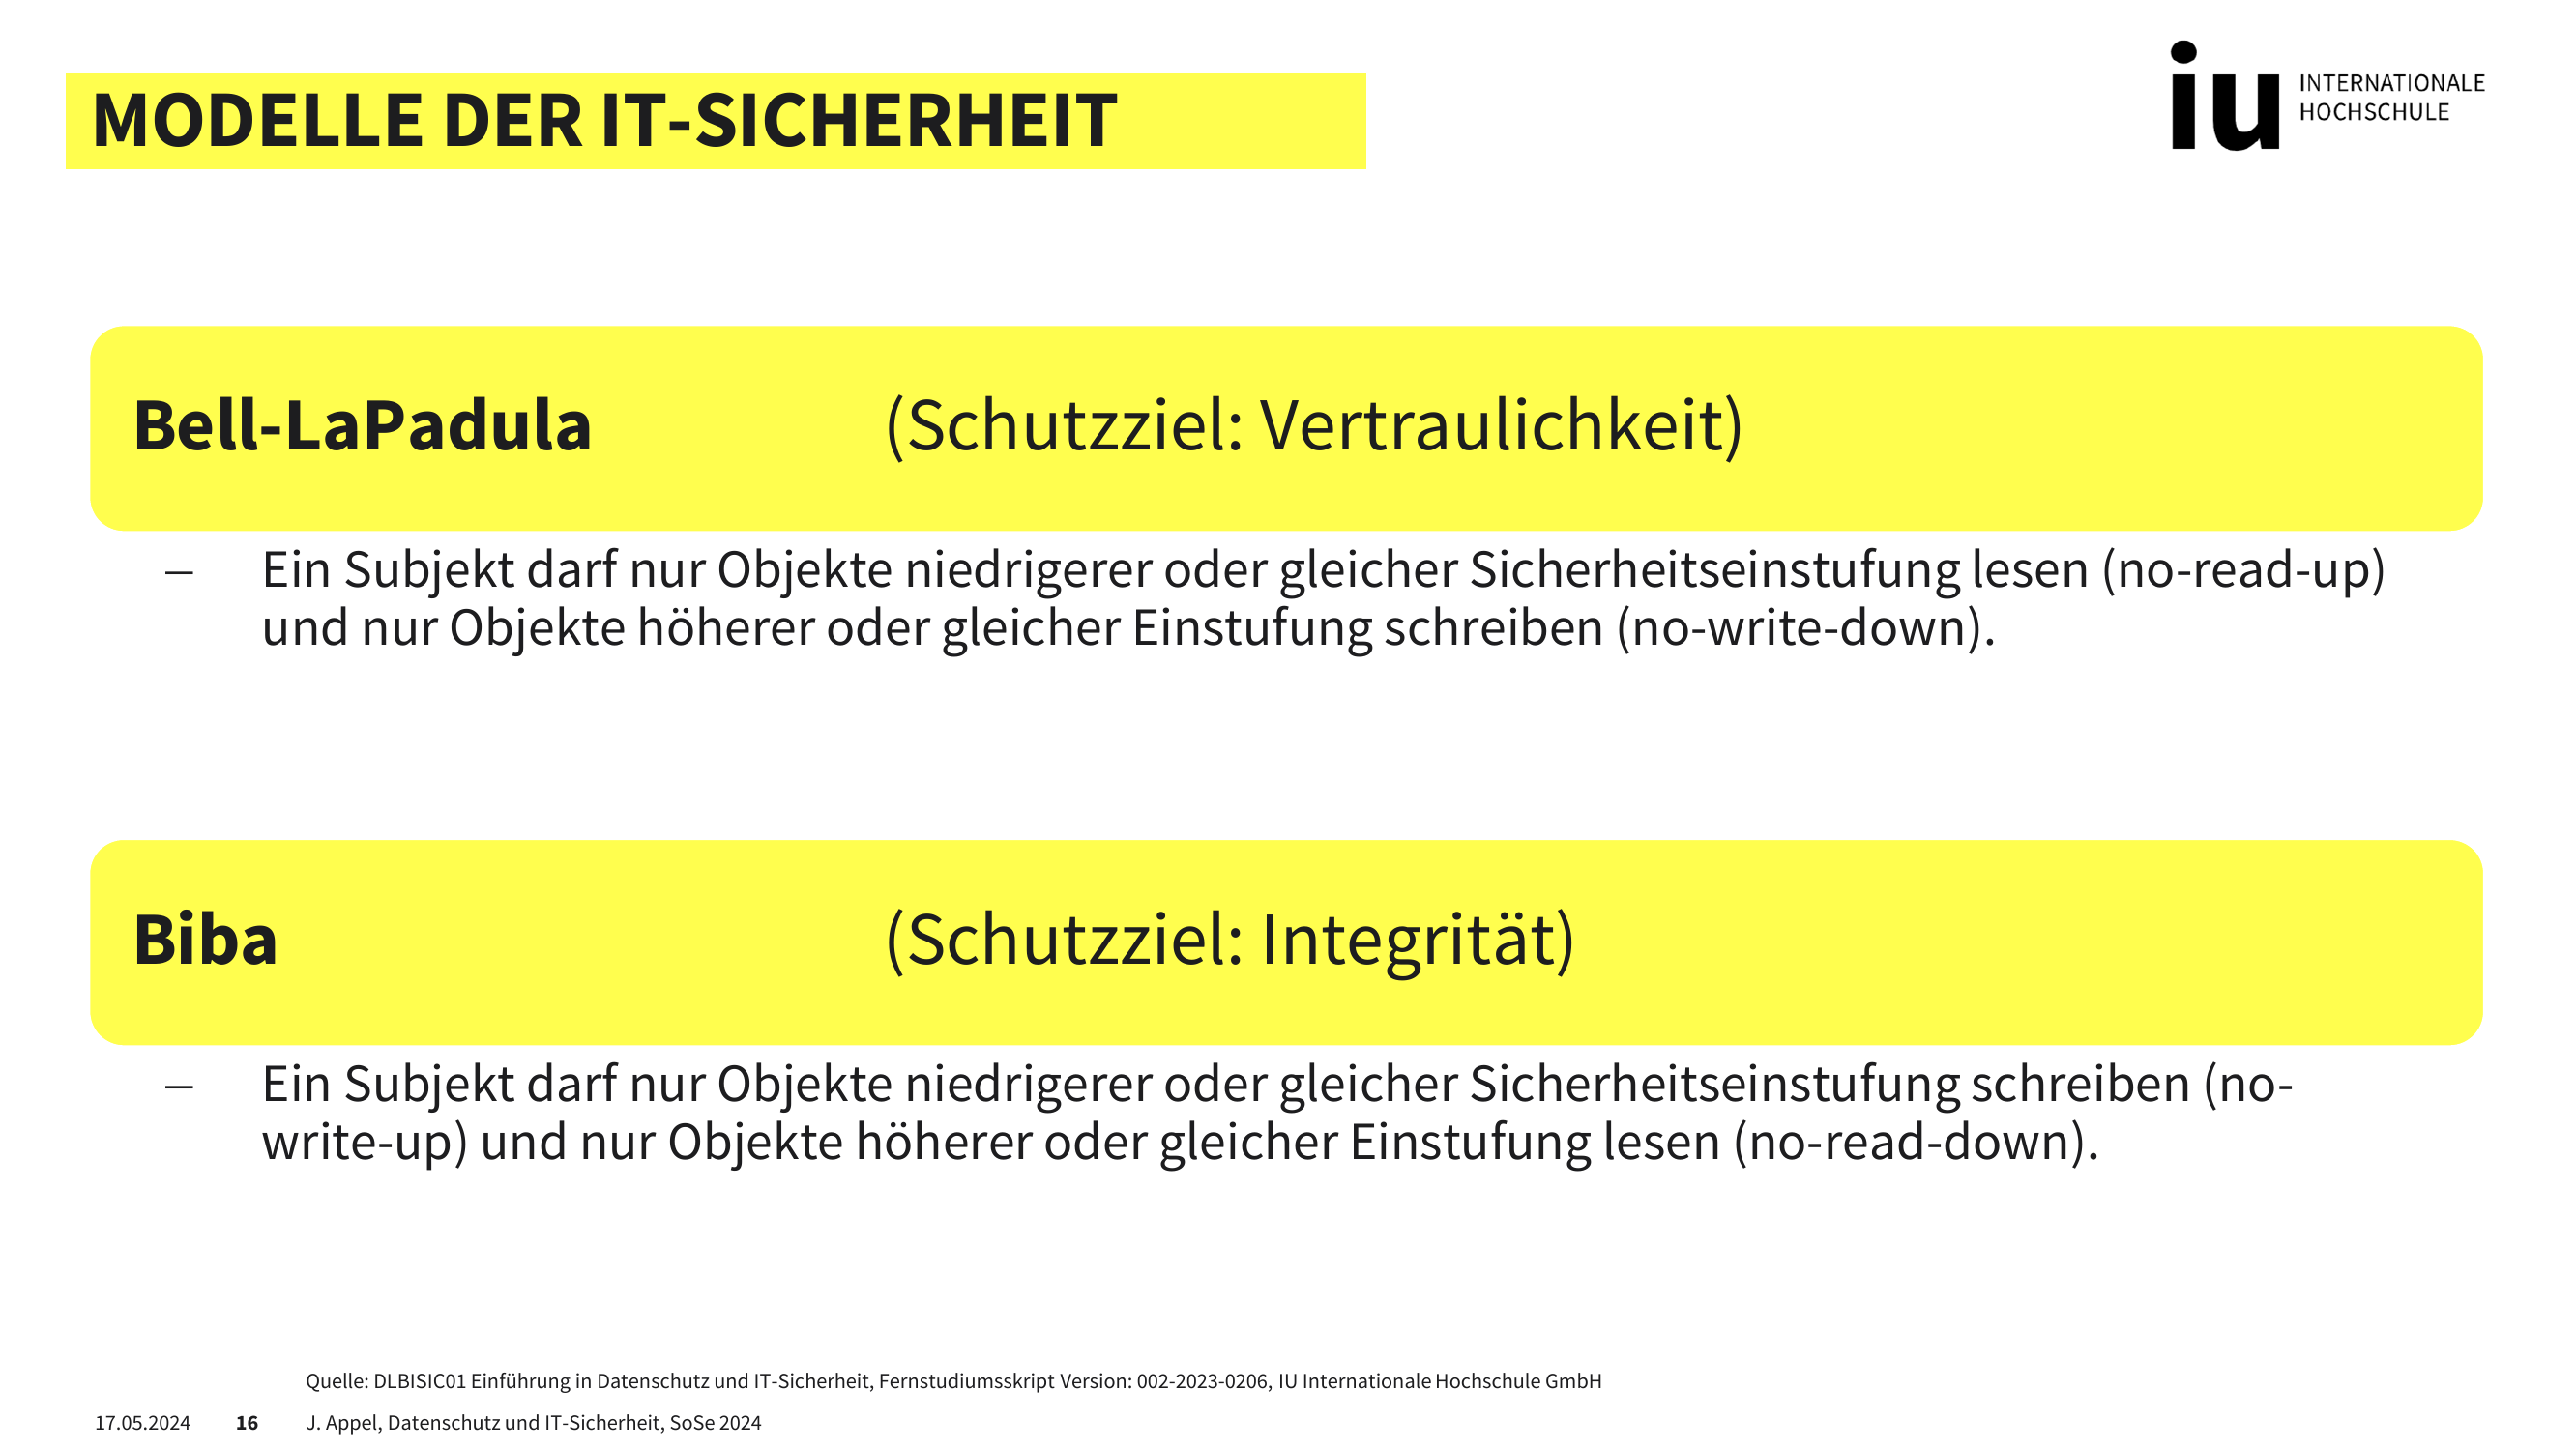 MODELLE DER IT-SICHERHEIT
iu INTERNATIONALE
HOCHSCHULE
Bell-LaPadula (Schutzziel: Vertraulichkeit)
– Ein Subjekt darf nur Objekte niedrigerer oder gleicher Sicherheitseinstufung lesen (no-read-up)
und nur Objekte höherer oder gleicher Einstufung schreiben (no-write-down).
Biba (Schutzziel: Integrität)
– Ein Subjekt darf nur Objekte niedrigerer oder gleicher Sicherheitseinstufung schreiben (no-
write-up) und nur Objekte höherer oder gleicher Einstufung lesen (no-read-down).
Quelle: DLBISIC01 Einführung in Datenschutz und IT-Sicherheit, Fernstudiumsskript Version: 002-2023-0206, IU Internationale Hochschule GmbH
17.05.2024 16 J. Appel, Datenschutz und IT-Sicherheit, SoSe 2024